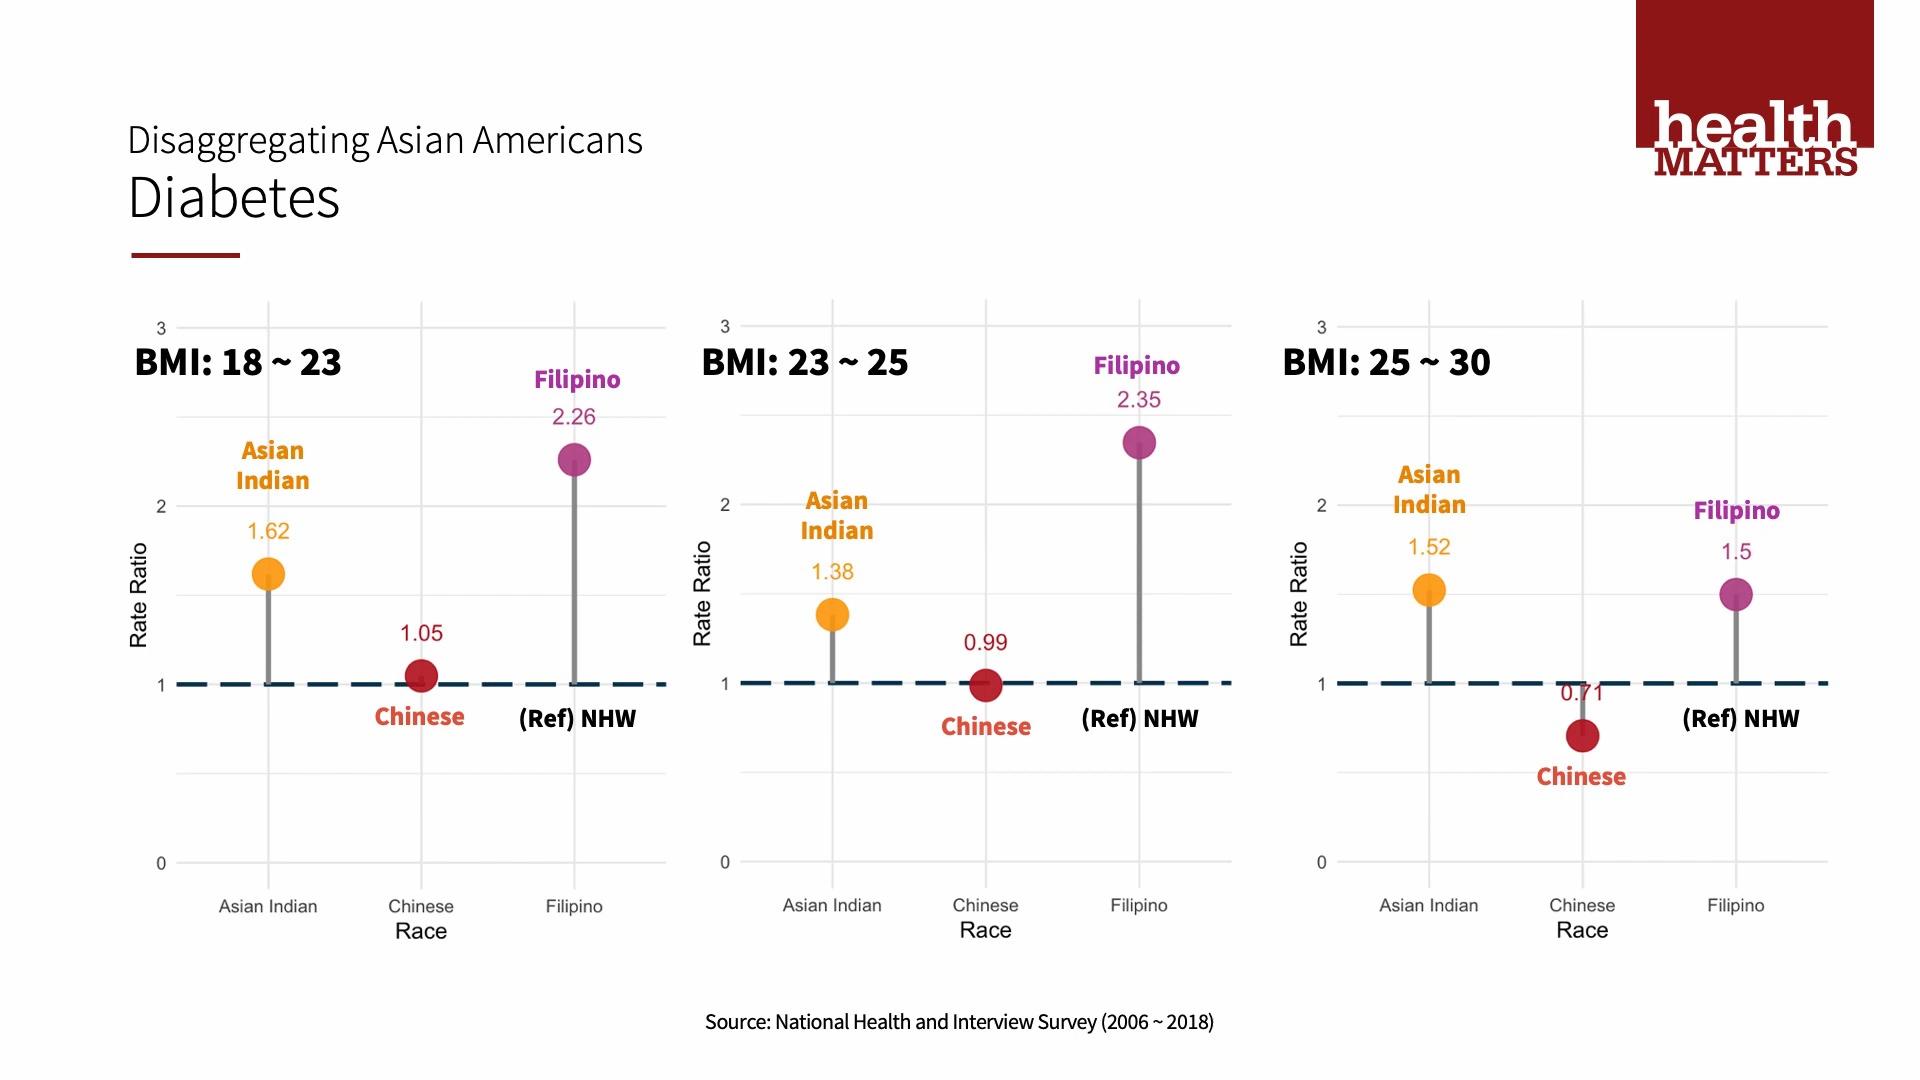 health
MATTERS
Disaggregating Asian Americans
Diabetes
BMI: 18 ~ 23
3
2
1
0
Rate Ratio
Asian
Indian
1.62
1.05
Chinese
Filipino
2.26
(Ref) NHW
Asian Indian
Chinese
Filipino
Race
BMI: 23 ~ 25
3
2
1
0
Rate Ratio
Asian
Indian
1.38
0.99
Chinese
Filipino
2.35
(Ref) NHW
Asian Indian
Chinese
Filipino
Race
BMI: 25 ~ 30
3
2
1
0
Rate Ratio
Asian
Indian
1.52
0.71
Chinese
Filipino
1.5
(Ref) NHW
Asian Indian
Chinese
Filipino
Race
Source: National Health and Interview Survey (2006 ~ 2018)